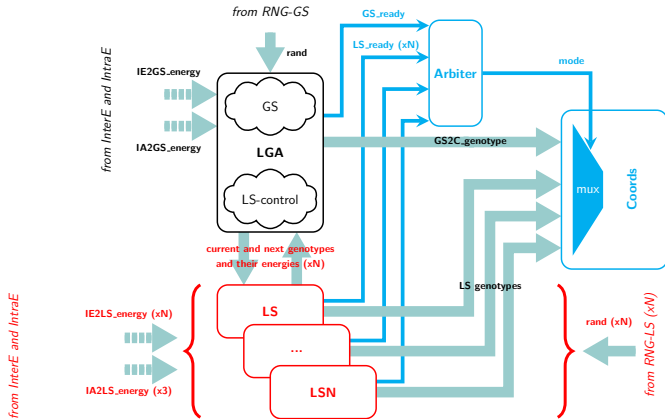 from RNG-GS
GS_ready
rand
LS_ready (xN)
IE2GS_energy
Arbiter
mode
from InterE and IntraE
GS
IA2GS_energy
LGA
GS2C_genotype
mux
Coords
LS-control
current and next genotypes
and their energies (xN)
LS genotypes
from InterE and IntraE
IE2LS_energy (xN)
LS
rand (xN)
from RNG-LS (xN)
...
IA2LS_energy (x3)
LSN